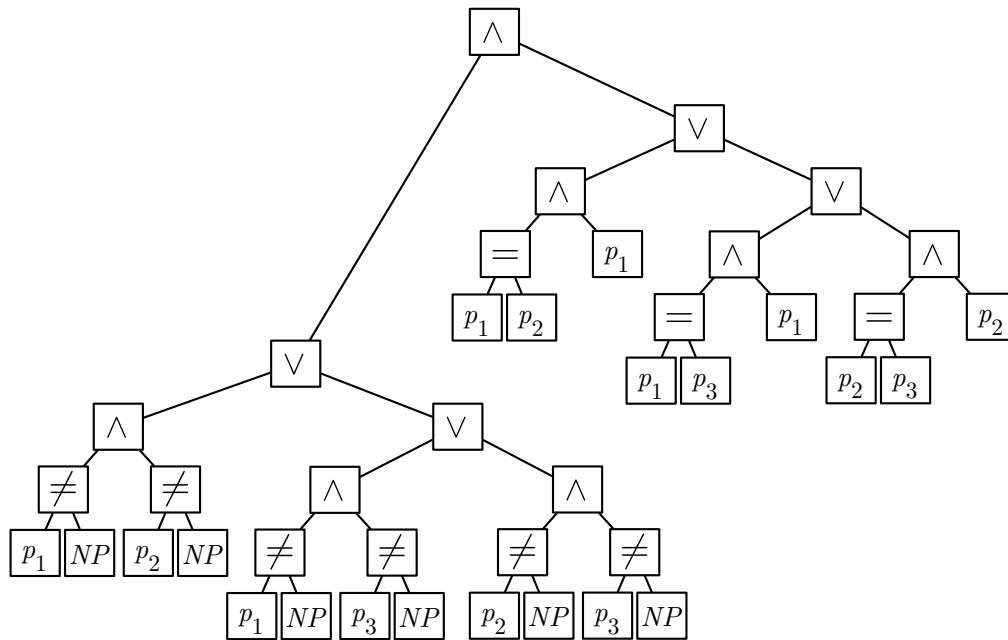 ∧
∨
∧ ∨
= p₁ ∧ ∧
p₁ p₂ = p₁ = p₂
∨
p₁ p₃ p₂ p₃
∧ ∨
≠ ≠ ∧ ∧
p₁ NP p₂ NP ≠ ≠ ≠ ≠
p₁ NP p₃ NP p₂ NP p₃ NP